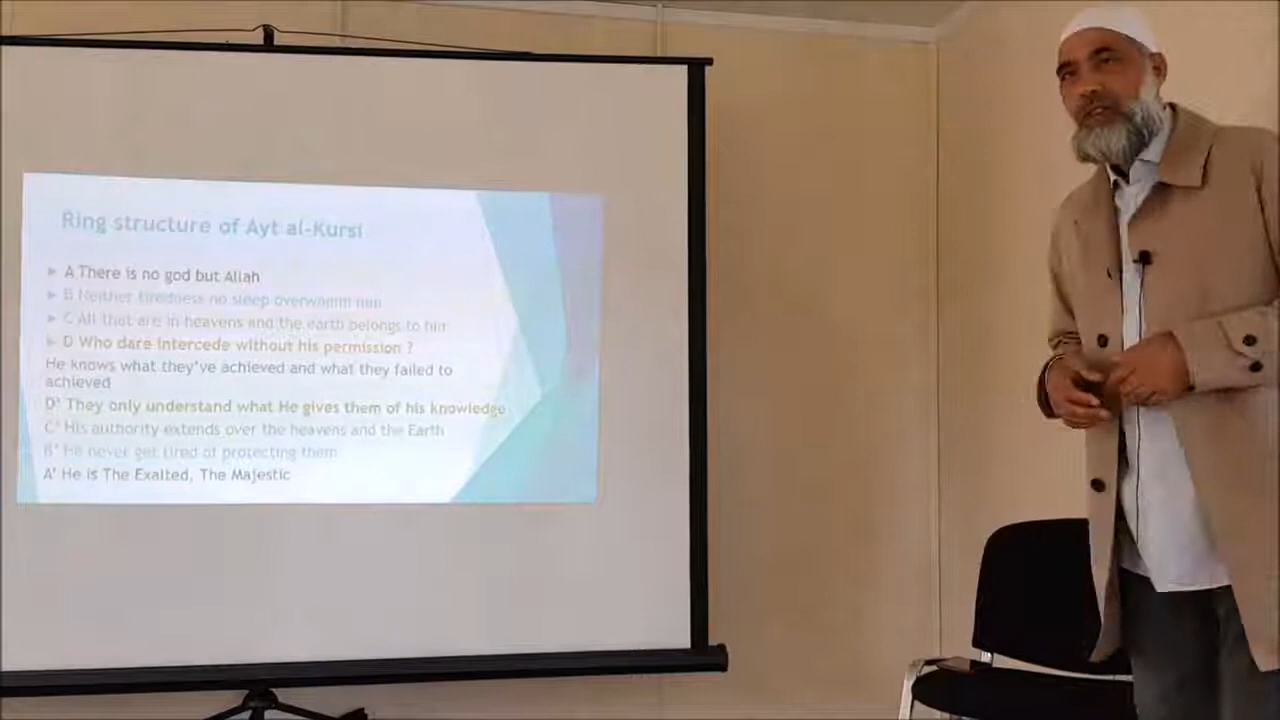 Ring structure of Ayt al-Kursi
A There is no god but Allah
B Neither tiredness no sleep overwhelm him
C All that are in heavens and the earth belongs to him
D Who dare intercede without his permission ?
He knows what they've achieved and what they failed to
achieved
D' They only understand what He gives them of his knowledge
C' His authority extends over the heavens and the Earth
B' He never get tired of protecting them
A' He is The Exalted, The Majestic